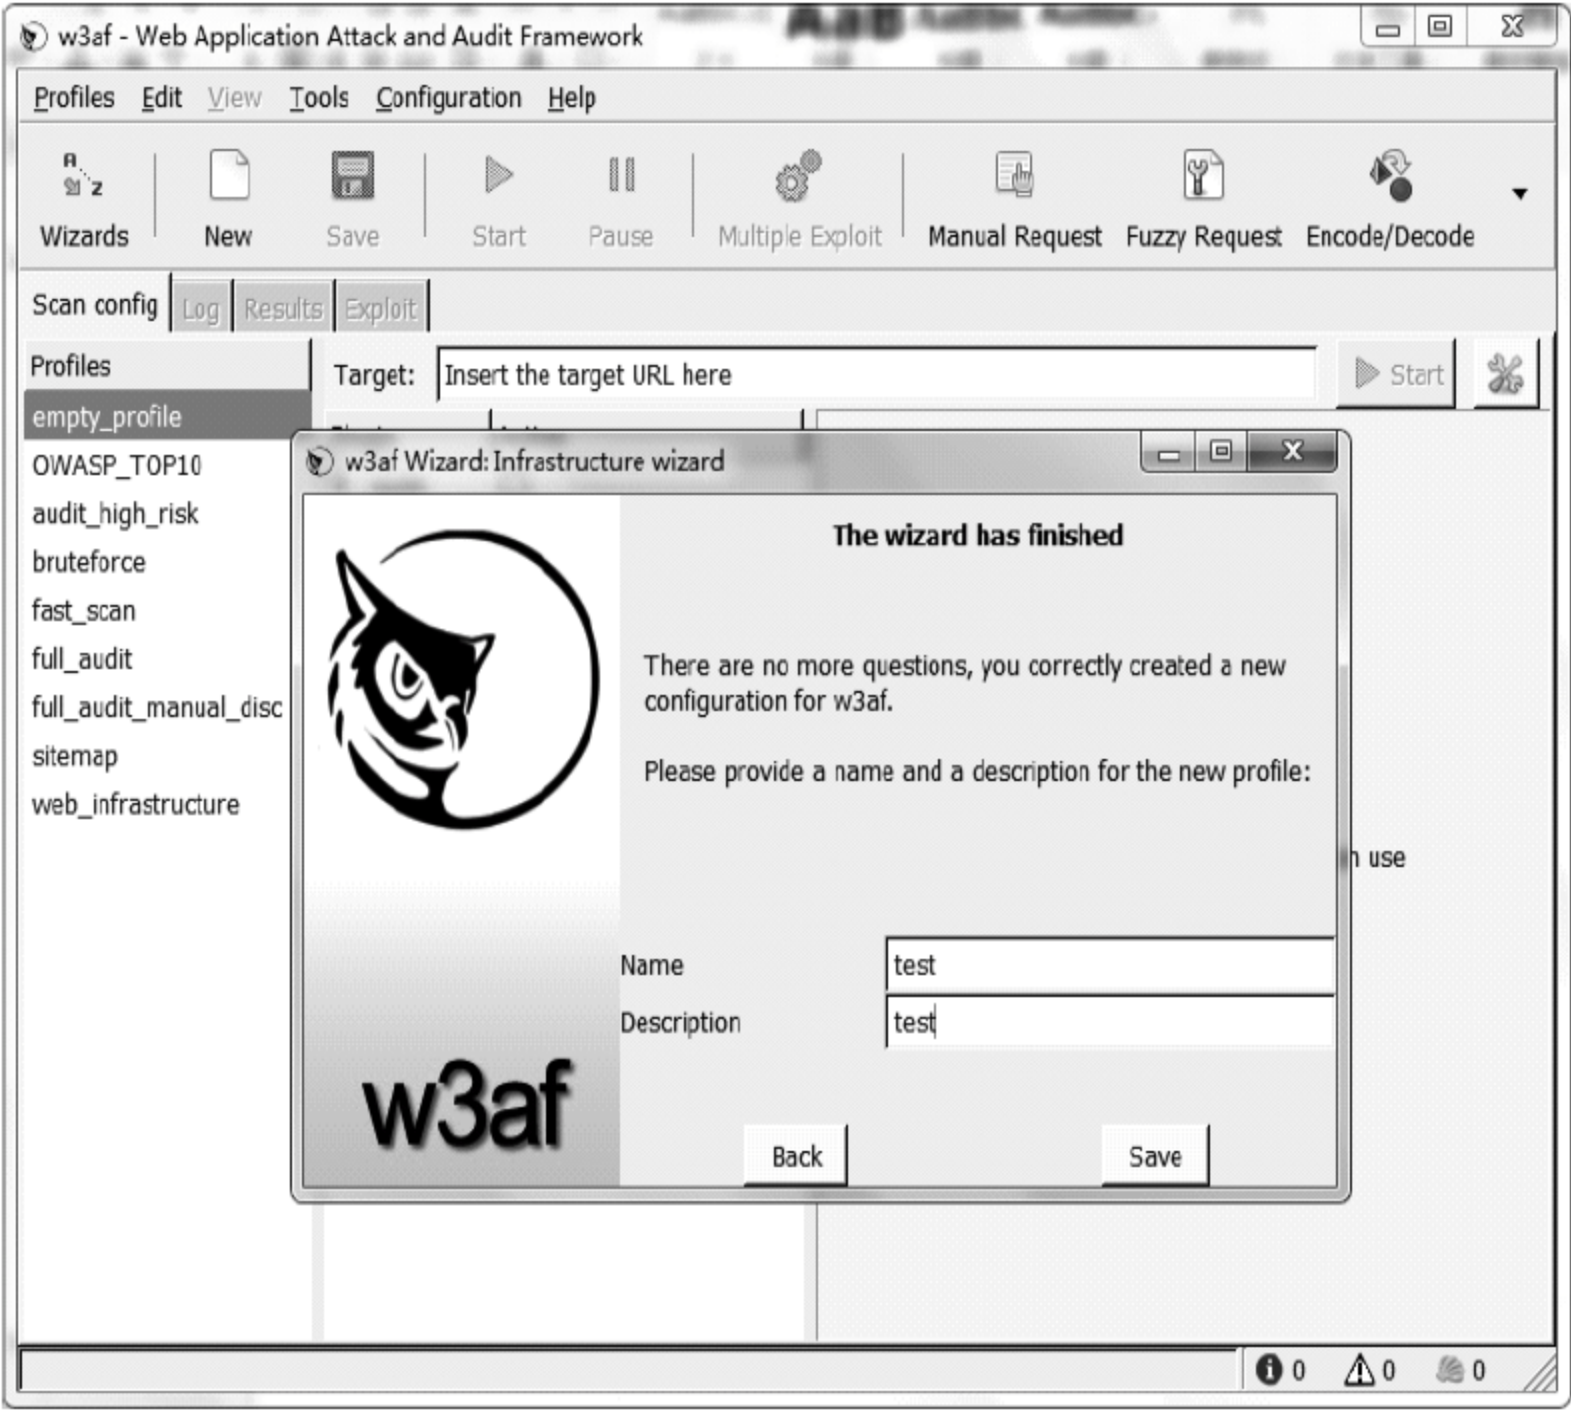 w3af - Web Application Attack and Audit Framework
Profiles Edit View Tools Configuration Help
Wizards New Save Start Pause Multiple Exploit Manual Request Fuzzy Request Encode/Decode
Scan config Log Results Exploit
Profiles
Target: Insert the target URL here Start
empty_profile
OWASP_TOP10
audit_high_risk
bruteforce
fast_scan
full_audit
full_audit_manual_disc
sitemap
web_infrastructure
w3af Wizard: Infrastructure wizard
The wizard has finished
There are no more questions, you correctly created a new
configuration for w3af.
Please provide a name and a description for the new profile:
use
Name test
Description test
w3af
Back Save
0 0 0